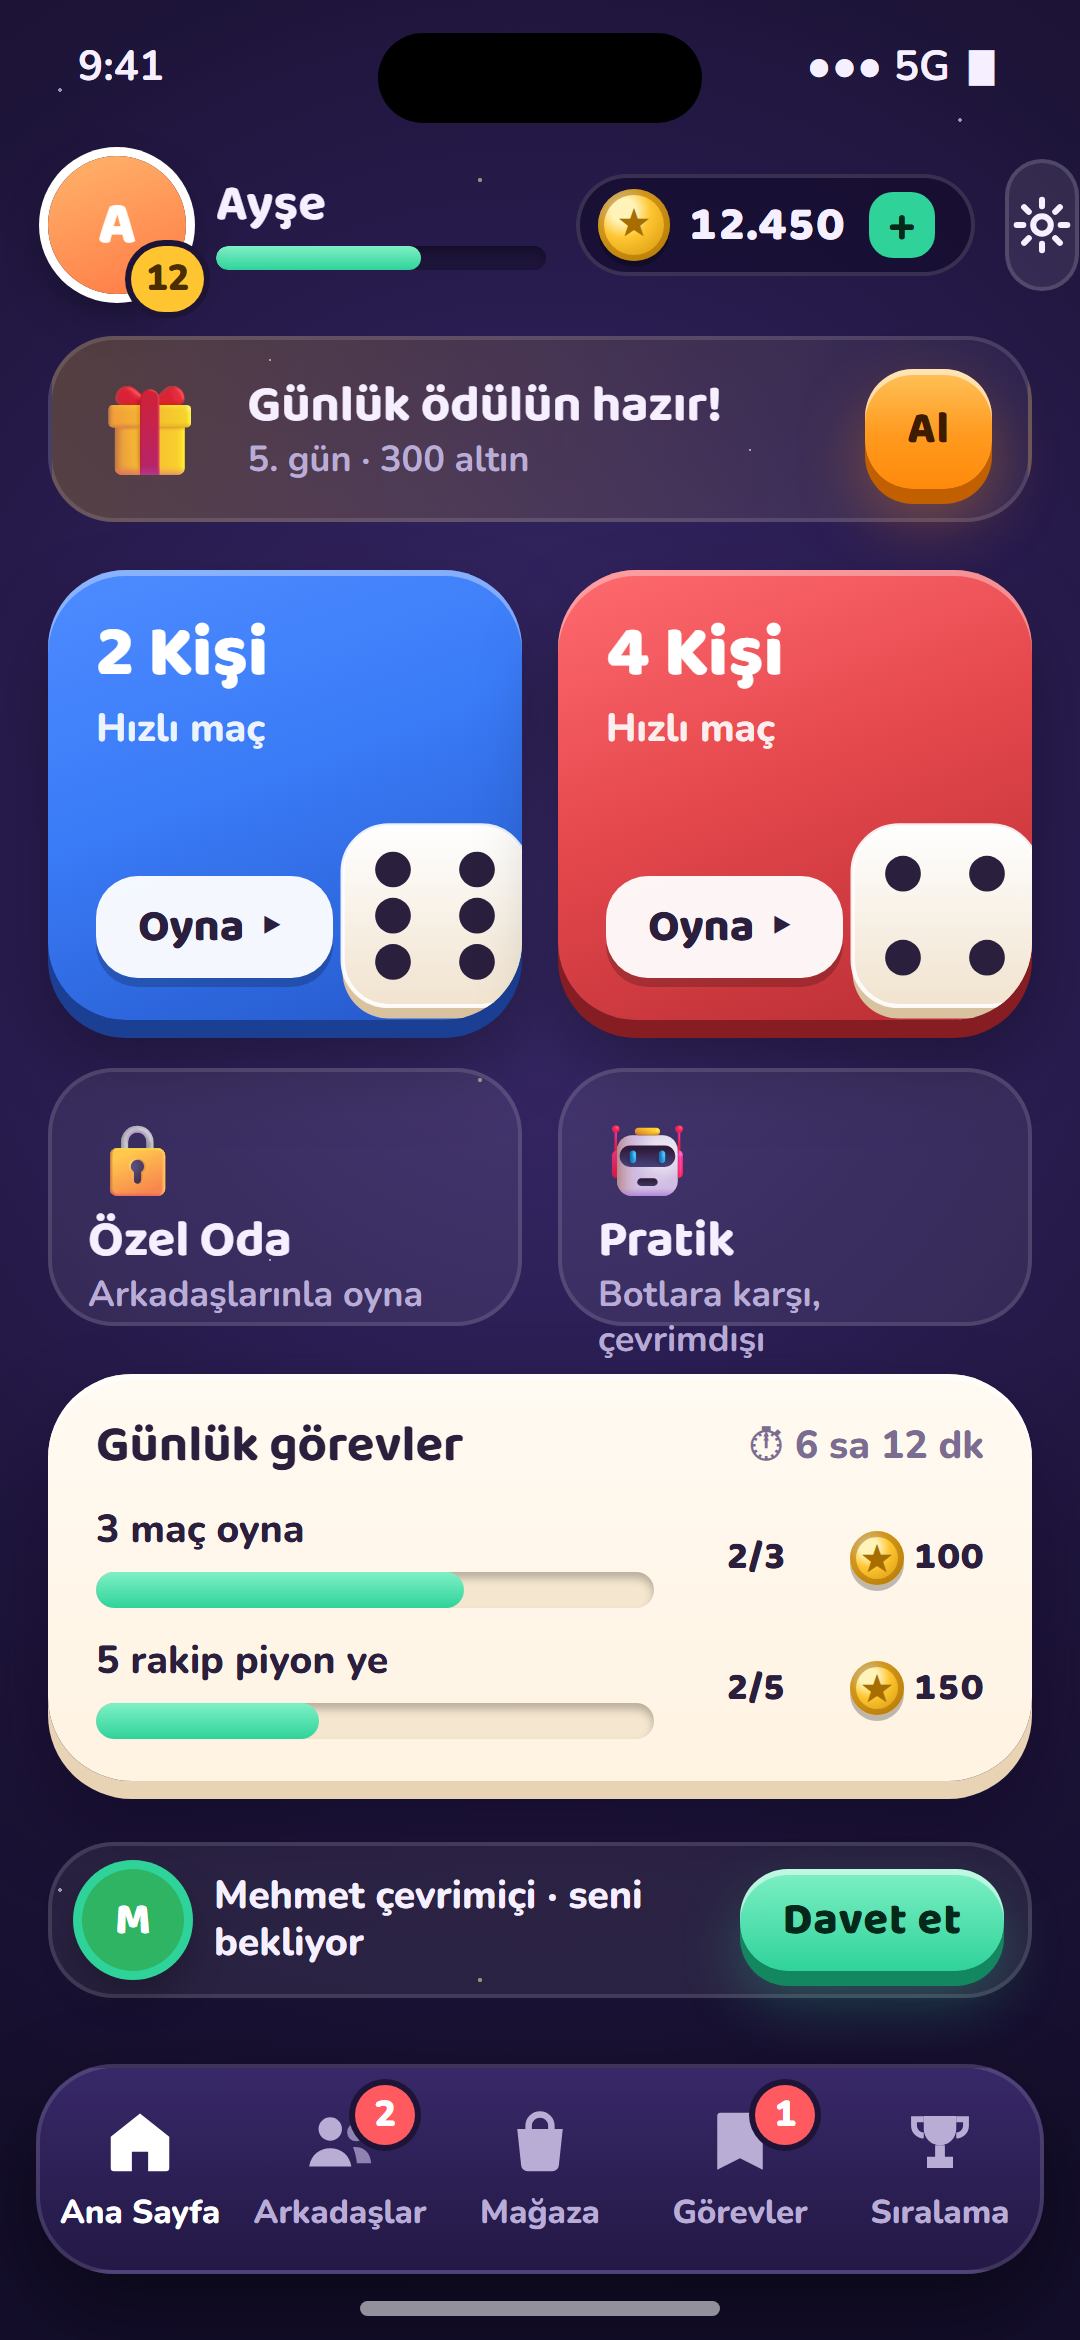 9:41
5G
A
12
Ayşe
12.450
+
Günlük ödülün hazır!
5. gün · 300 altın
Al
2 Kişi
Hızlı maç
Oyna
4 Kişi
Hızlı maç
Oyna
Özel Oda
Arkadaşlarınla oyna
Pratik
Botlara karşı,
çevrimdışı
Günlük görevler
6 sa 12 dk
3 maç oyna
2/3
100
5 rakip piyon ye
2/5
150
M
Mehmet çevrimiçi · seni
bekliyor
Davet et
2
1
Ana Sayfa
Arkadaşlar
Mağaza
Görevler
Sıralama